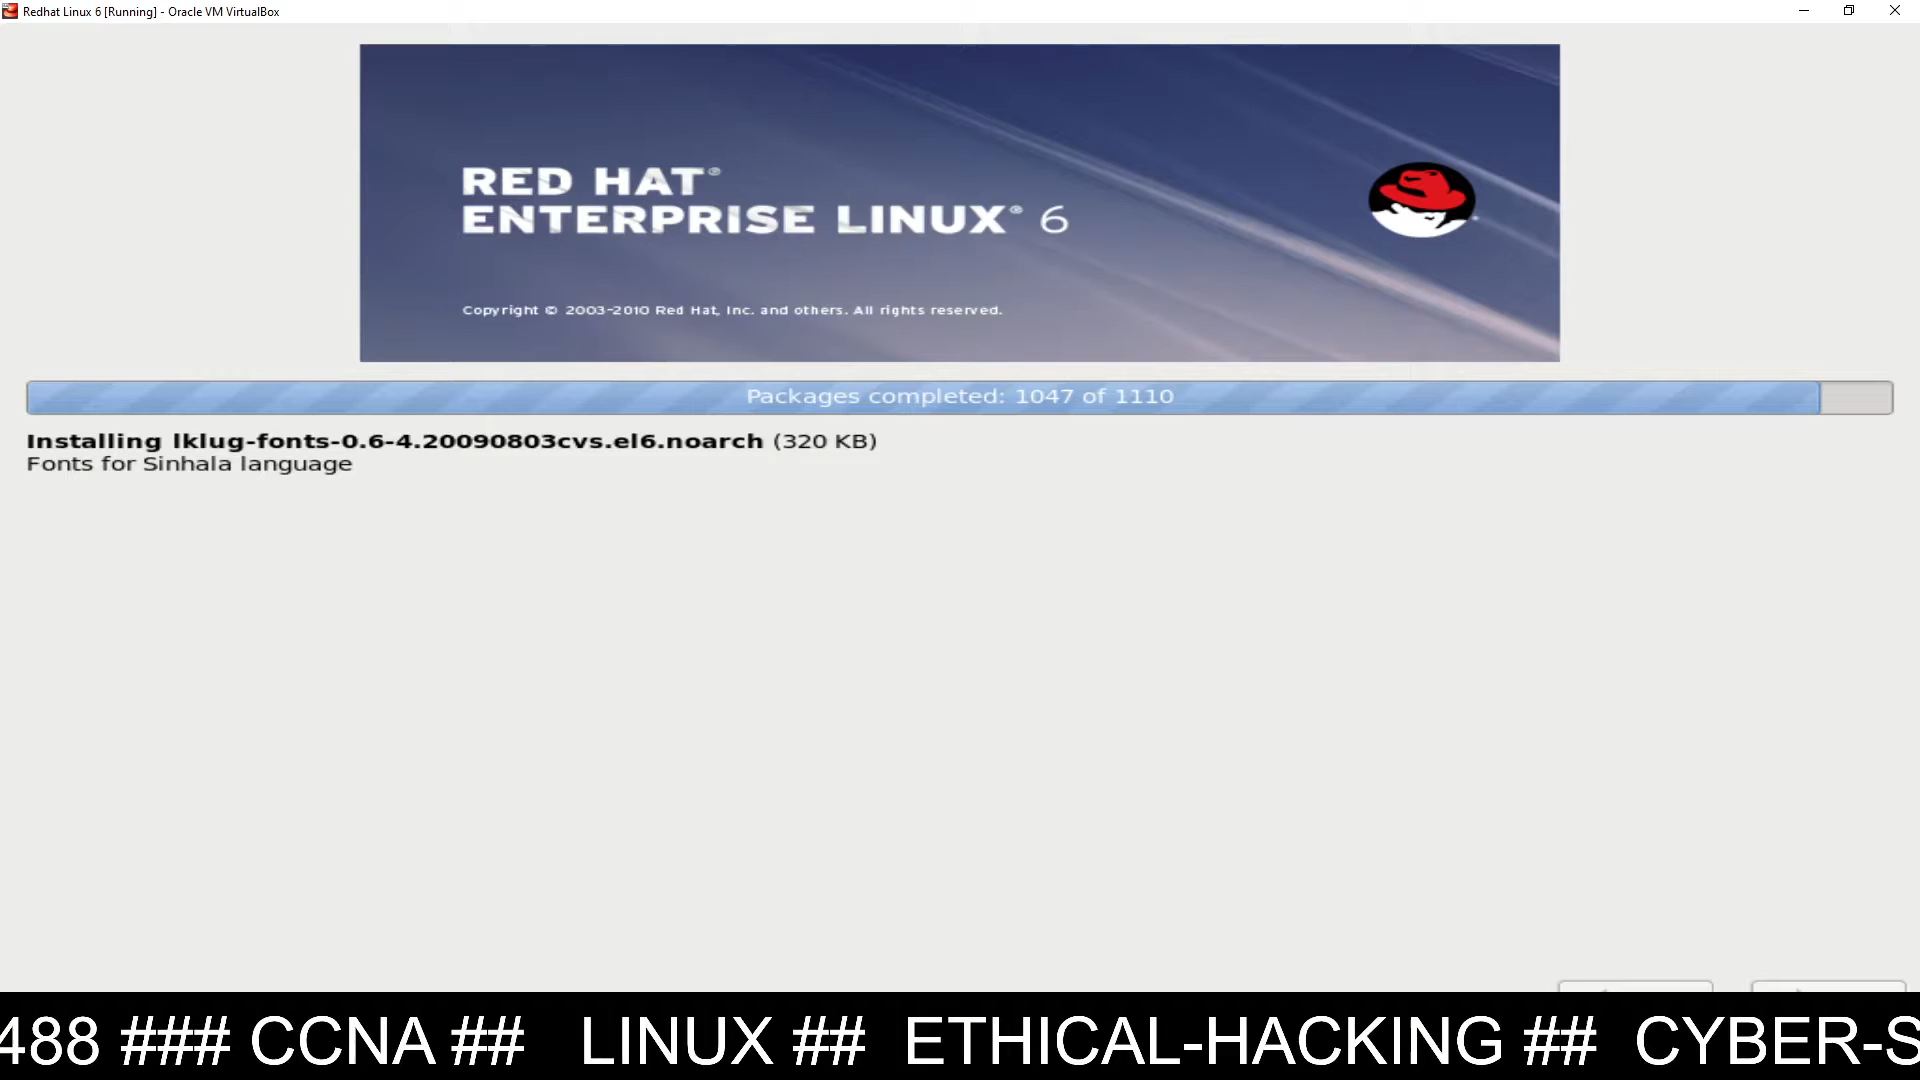 Redhat Linux 6 [Running] - Oracle VM VirtualBox
RED HAT®
ENTERPRISE LINUX® 6
Copyright © 2003-2010 Red Hat, Inc. and others. All rights reserved.
Packages completed: 1047 of 1110
Installing lklug-fonts-0.6-4.20090803cvs.el6.noarch (320 KB)
Fonts for Sinhala language
488 ### CCNA ## LINUX ## ETHICAL-HACKING ## CYBER-S